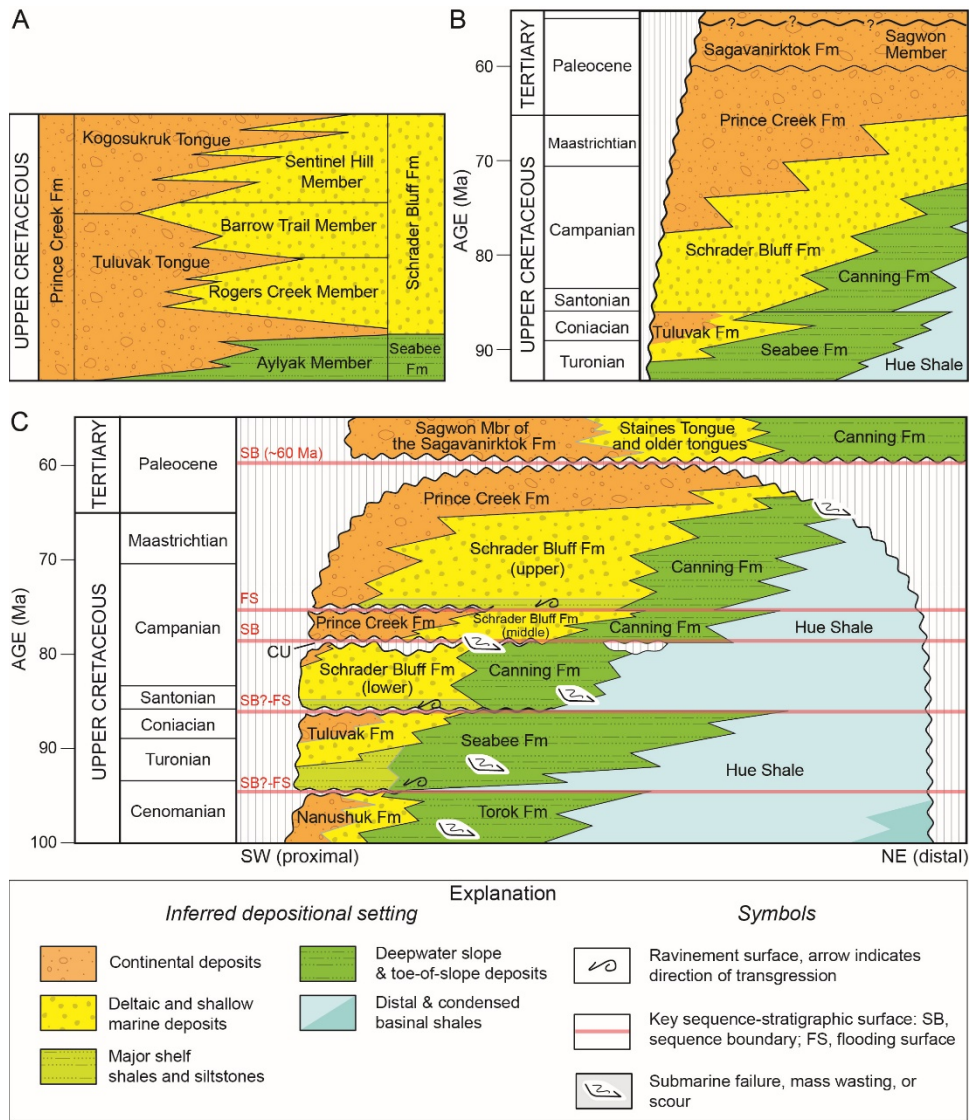 A
UPPER CRETACEOUS
Prince Creek Fm
Kogosukruk Tongue
Sentinel Hill
Member
Barrow Trail Member
Tuluvak Tongue
Rogers Creek Member
Aylyak Member
Schrader Bluff Fm
Seabee
Fm
B
AGE (Ma)
60
70
80
90
TERTIARY
UPPER CRETACEOUS
Paleocene
Maastrichtian
Campanian
Santonian
Coniacian
Turonian
? ? ?
Sagavanirktok Fm
Sagwon
Member
Prince Creek Fm
Schrader Bluff Fm
Canning Fm
Tuluvak Fm
Seabee Fm
Hue Shale
C
AGE (Ma)
60
70
80
90
100
TERTIARY
UPPER CRETACEOUS
Paleocene
Maastrichtian
Campanian
Santonian
Coniacian
Turonian
Cenomanian
SB (~60 Ma)
FS
SB
CU
SB?-FS
SB?-FS
Sagwon Mbr of
the Sagavanirktok Fm
Staines Tongue
and older tongues
Canning Fm
Prince Creek Fm
Schrader Bluff Fm
(upper)
Canning Fm
Prince Creek Fm
Schrader Bluff Fm
(middle)
Canning Fm
Hue Shale
Schrader Bluff Fm
(lower)
Canning Fm
Tuluvak Fm
Seabee Fm
Hue Shale
Nanushuk Fm
Torok Fm
SW (proximal)
NE (distal)
Explanation
Inferred depositional setting
Symbols
Continental deposits
Deltaic and shallow
marine deposits
Major shelf
shales and siltstones
Deepwater slope
& toe-of-slope deposits
Distal & condensed
basinal shales
Ravinement surface, arrow indicates
direction of transgression
Key sequence-stratigraphic surface: SB,
sequence boundary; FS, flooding surface
Submarine failure, mass wasting, or
scour